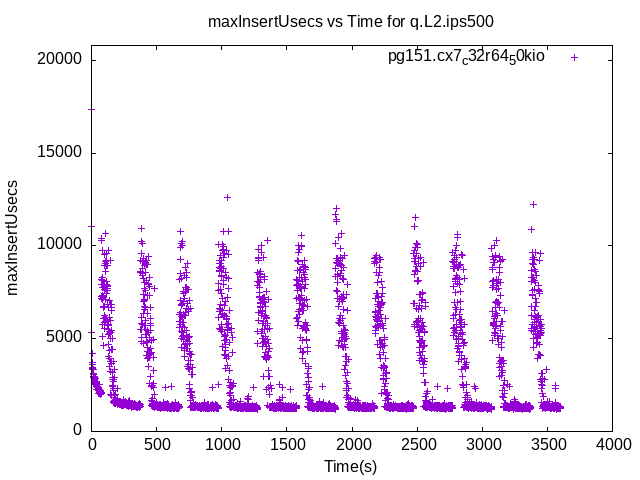 maxInsertUsecs vs Time for q.L2.ips500
pg151.cx7c32r6450kio
20000
15000
10000
5000
0
maxInsertUsecs
0 500 1000 1500 2000 2500 3000 3500 4000
Time(s)